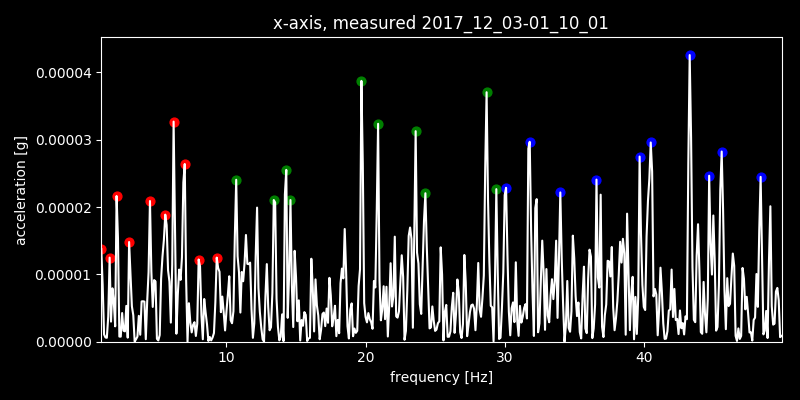 x-axis, measured 2017_12_03-01_10_01
acceleration [g]
0.00004
0.00003
0.00002
0.00001
0.00000
10 20 30 40
frequency [Hz]